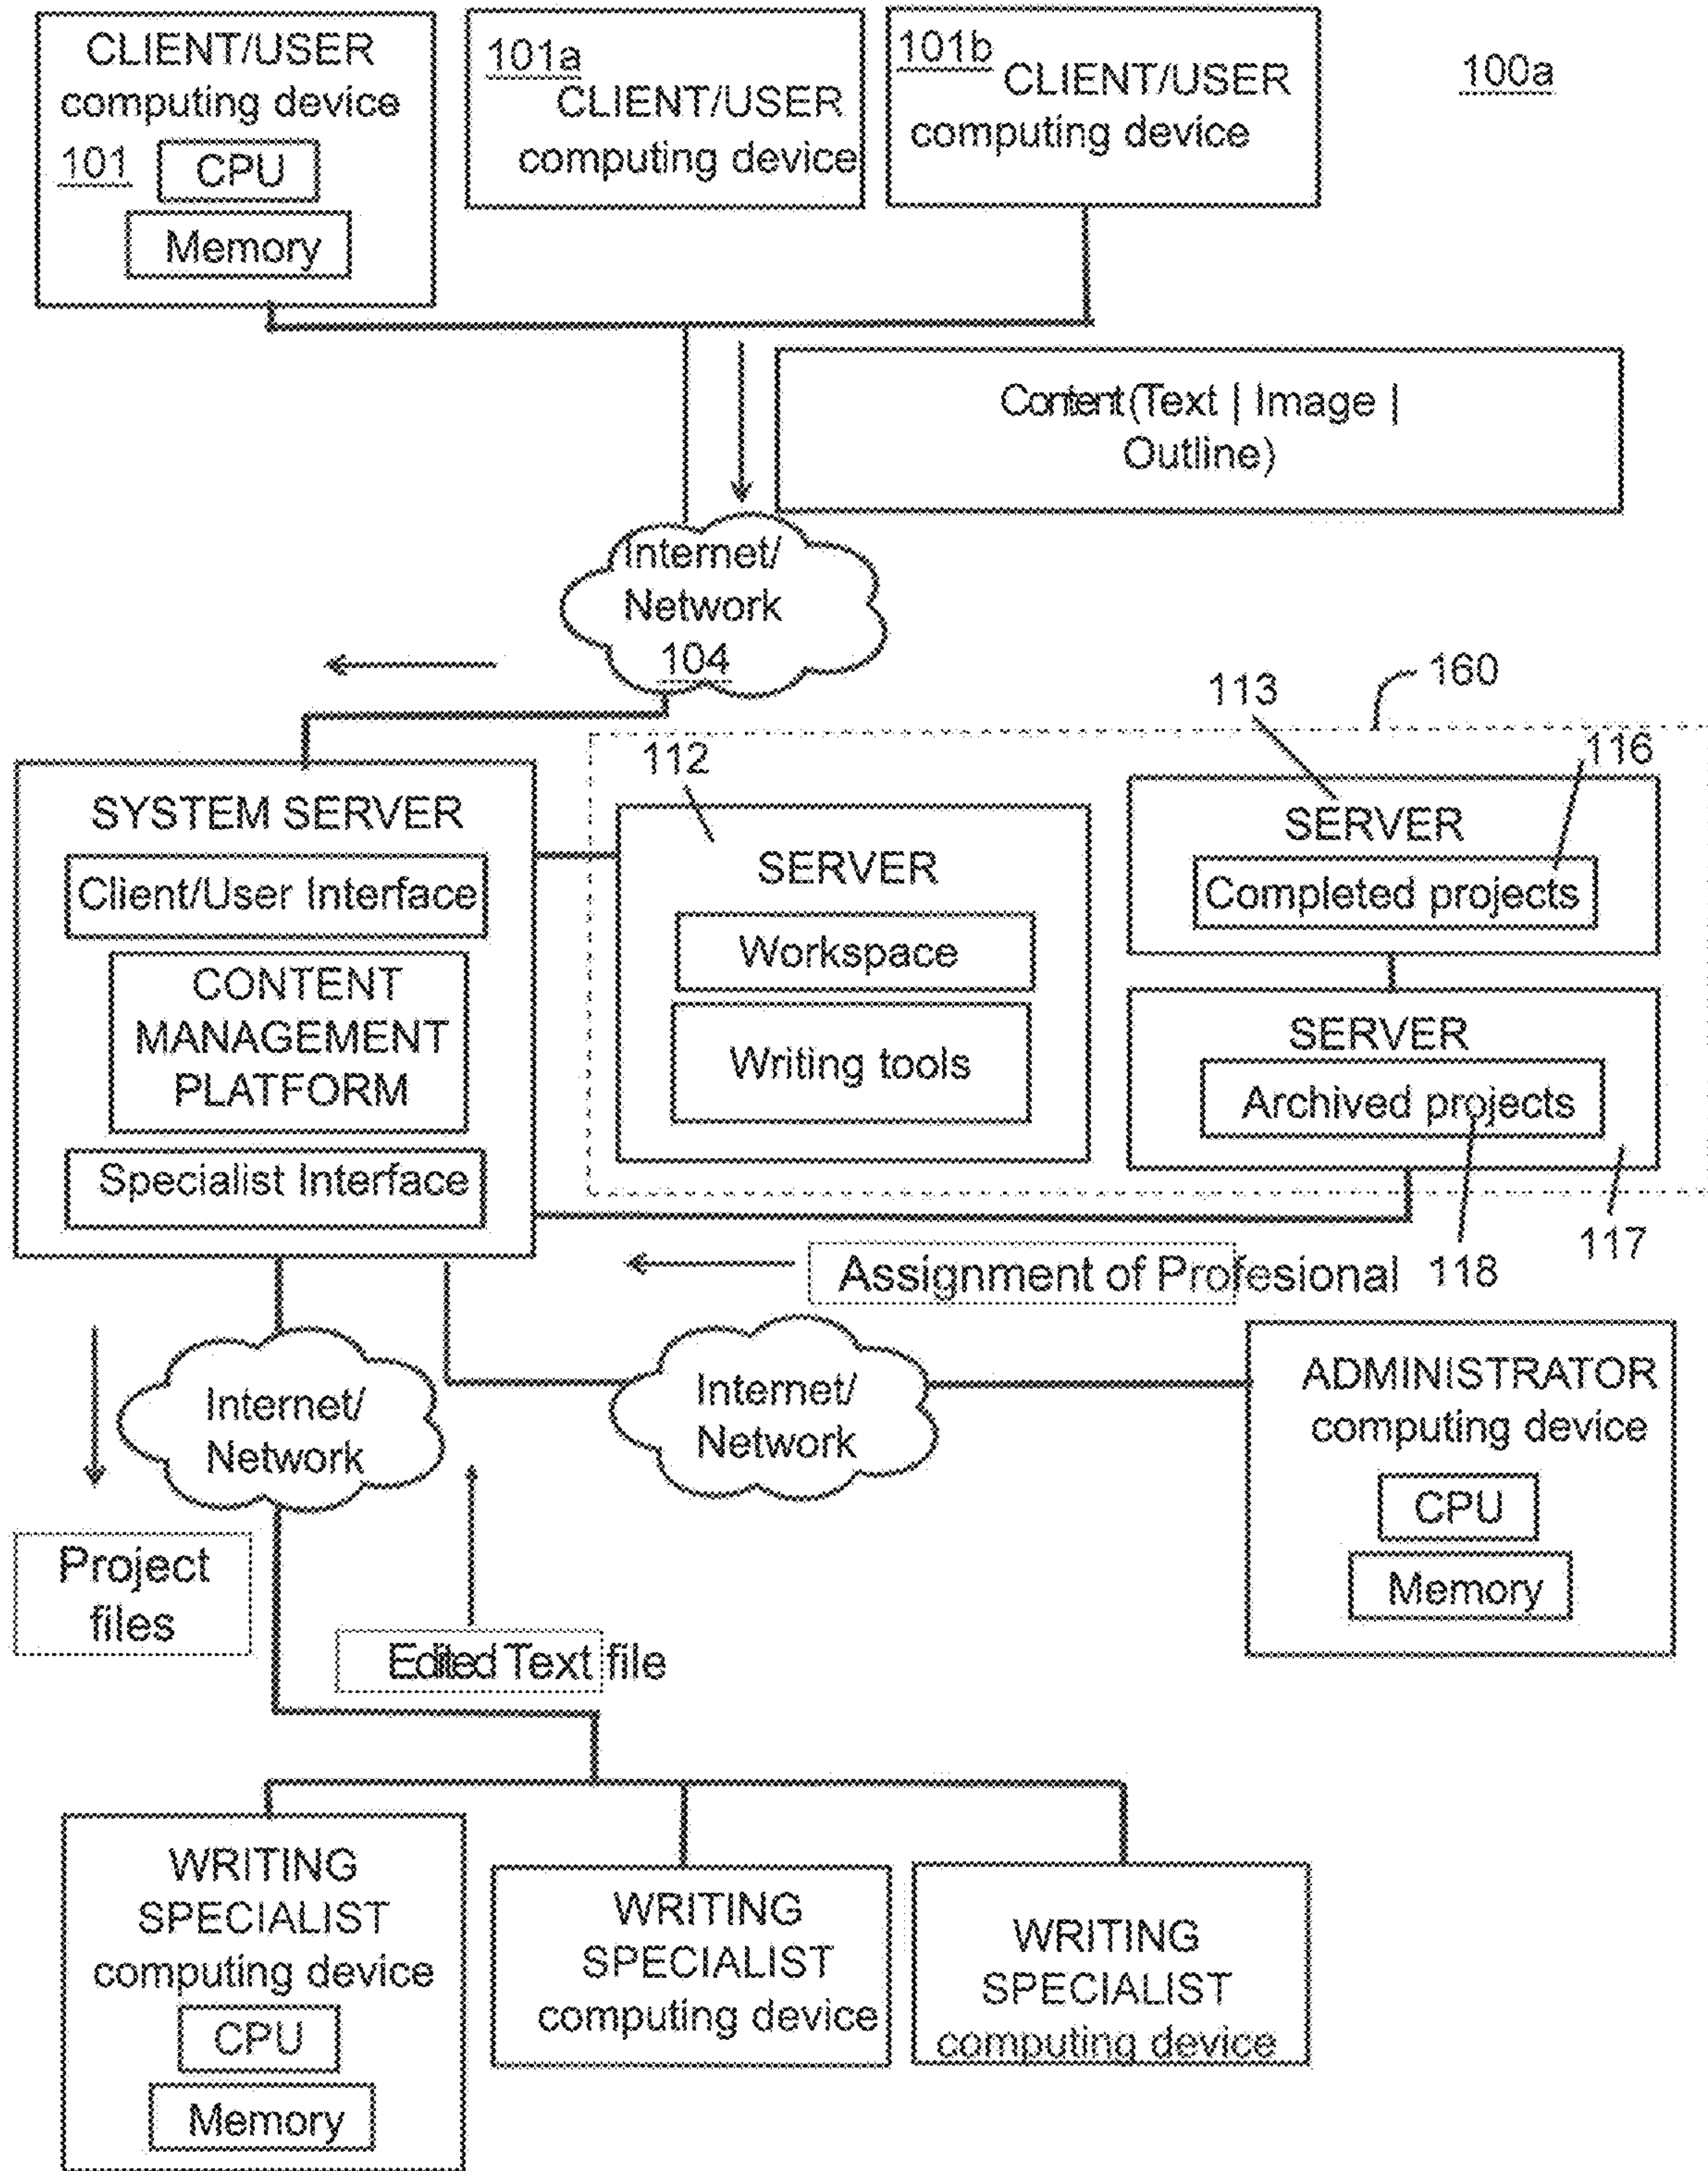 CLIENT/USER
computing device
101
CPU
Memory
101a
CLIENT/USER
computing device
101b
CLIENT/USER
computing device
100a
Content (Text | Image |
Outline)
Internet/
Network
104
160
113
116
112
SYSTEM SERVER
Client/User Interface
CONTENT
MANAGEMENT
PLATFORM
Specialist Interface
SERVER
Workspace
Writing tools
SERVER
Completed projects
SERVER
Archived projects
117
118
Assignment of Profesional
Internet/
Network
Internet/
Network
ADMINISTRATOR
computing device
CPU
Memory
Project
files
Edited Text file
WRITING
SPECIALIST
computing device
CPU
Memory
WRITING
SPECIALIST
computing device
WRITING
SPECIALIST
computing device